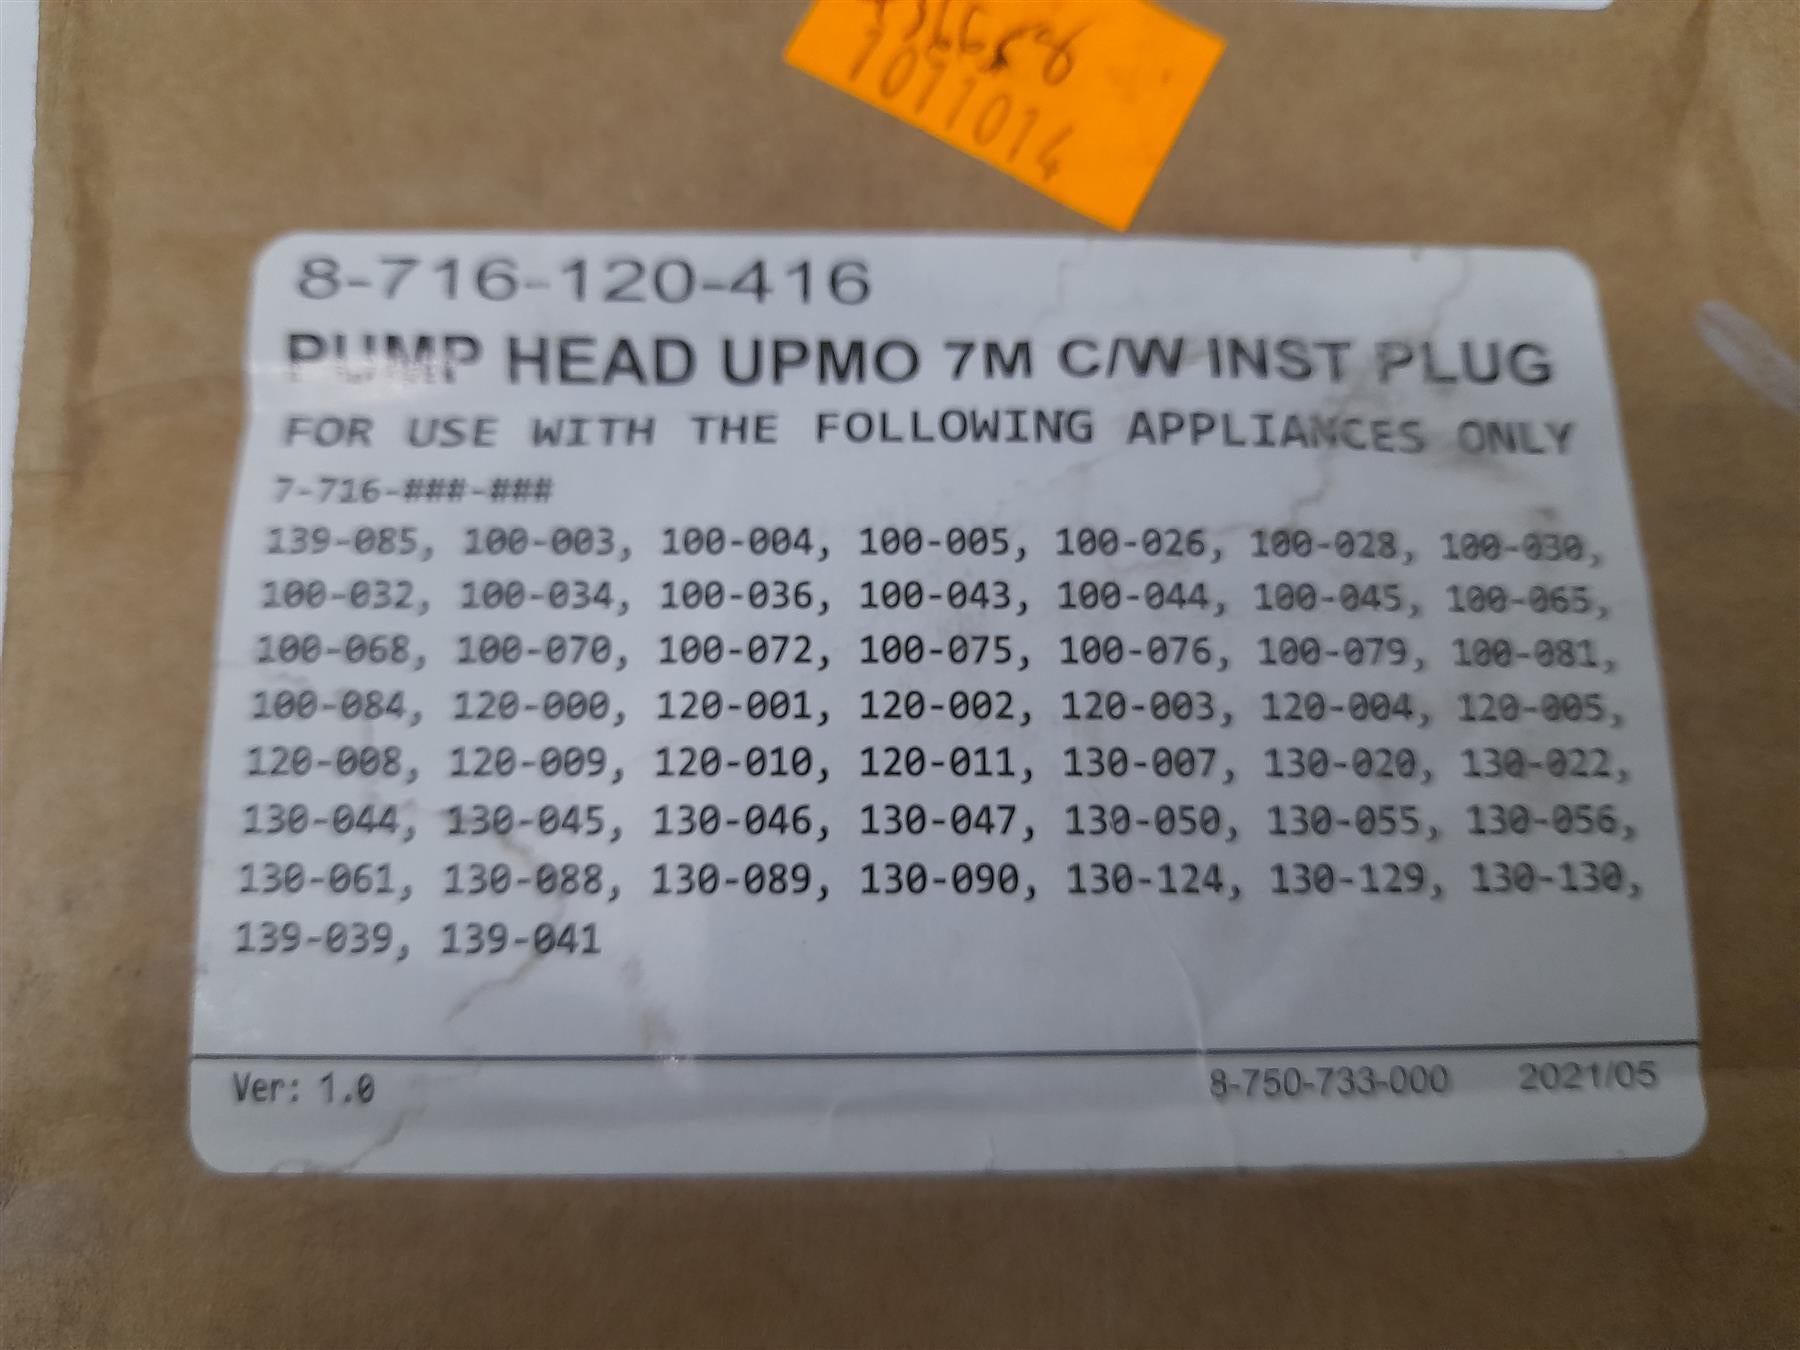 1011014
8-716-120-416
PUMP HEAD UPMO 7M C/W INST PLUG
FOR USE WITH THE FOLLOWING APPLIANCES ONLY
7-716-###-###
139-085, 100-003, 100-004, 100-005, 100-026, 100-028, 100-030,
100-032, 100-034, 100-036, 100-043, 100-044, 100-045, 100-065,
100-068, 100-070, 100-072, 100-075, 100-076, 100-079, 100-081,
100-084, 120-000, 120-001, 120-002, 120-003, 120-004, 120-005,
120-008, 120-009, 120-010, 120-011, 130-007, 130-020, 130-022,
130-044, 130-045, 130-046, 130-047, 130-050, 130-055, 130-056,
130-061, 130-088, 130-089, 130-090, 130-124, 130-129, 130-130,
139-039, 139-041
Ver: 1.0 8-750-733-000 2021/05